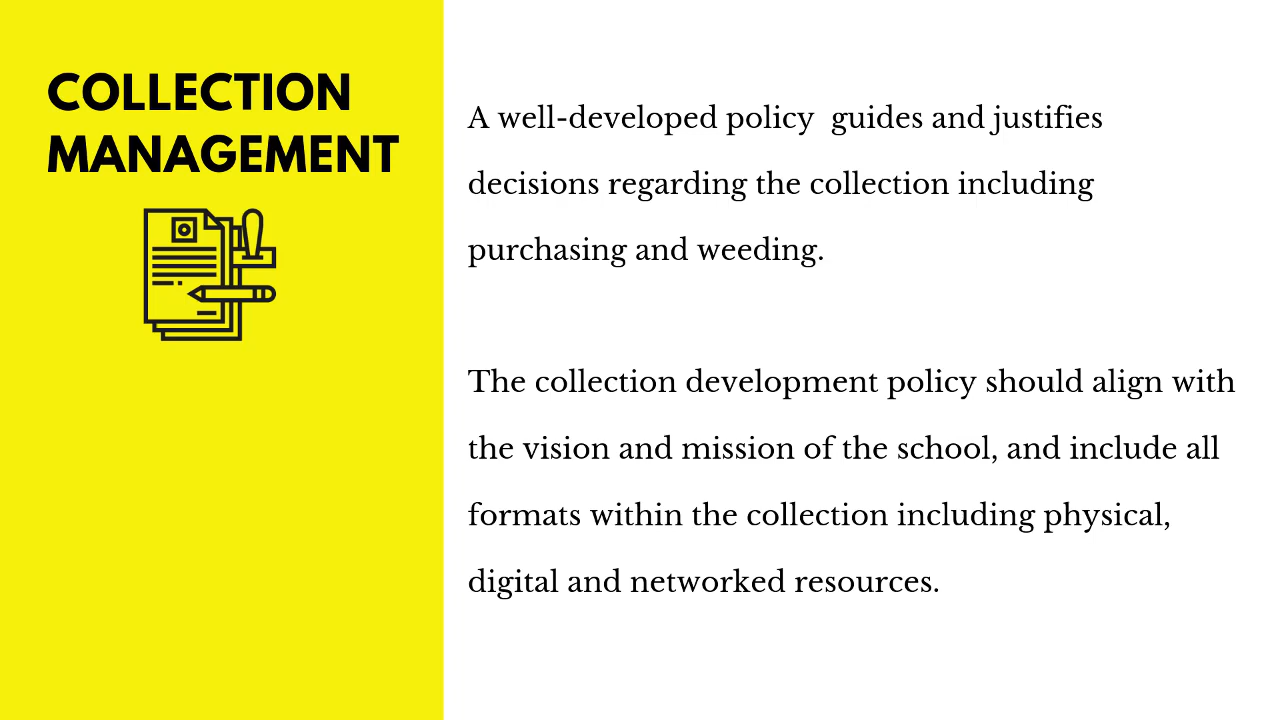 COLLECTION
MANAGEMENT
A well-developed policy  guides and justifies
decisions regarding the collection including
purchasing and weeding.
The collection development policy should align with
the vision and mission of the school, and include all
formats within the collection including physical,
digital and networked resources.